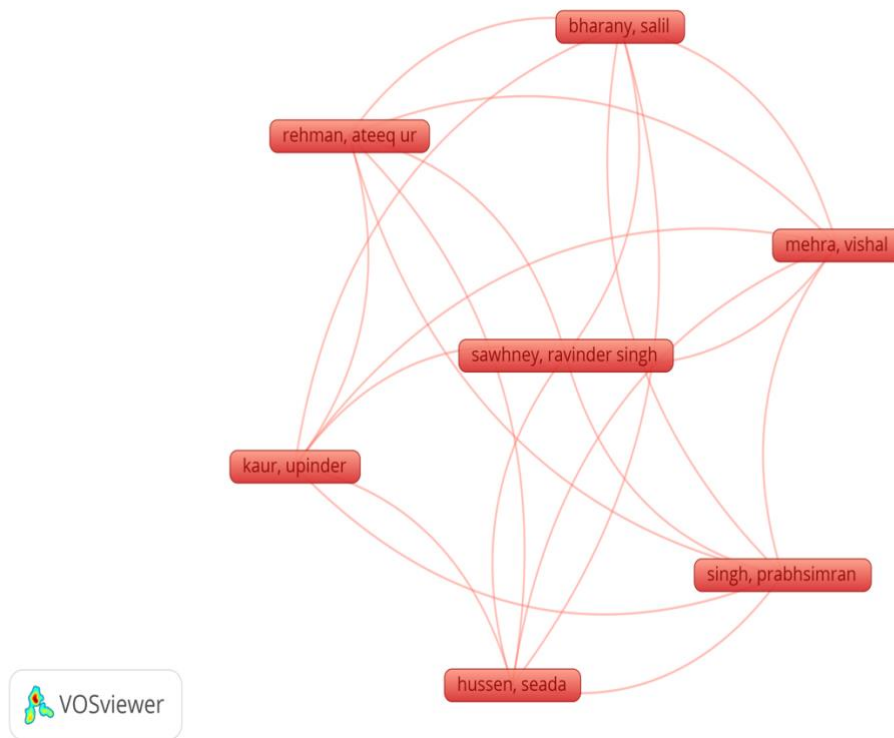 bharany, salil
rehman, ateeq ur
mehra, vishal
sawhney, ravinder singh
kaur, upinder
singh, prabhsimran
hussen, seada
VOSviewer